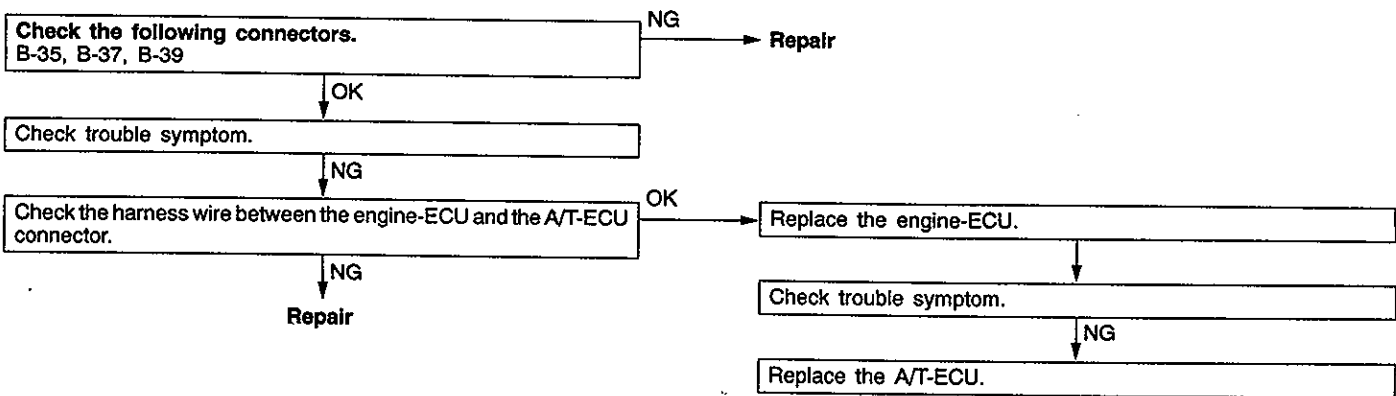 Check the following connectors.
B-35, B-37, B-39
NG
Repair
OK
Check trouble symptom.
NG
Check the harness wire between the engine-ECU and the A/T-ECU
connector.
OK
Replace the engine-ECU.
NG
Repair
Check trouble symptom.
NG
Replace the A/T-ECU.